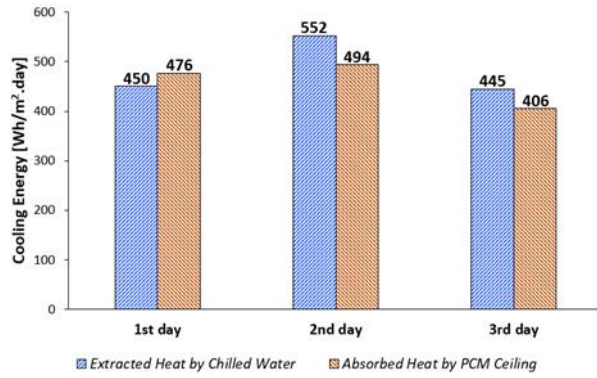 Cooling Energy [Wh/m².day]
600
500
400
300
200
100
0
450
476
552
494
445
406
1st day
2nd day
3rd day
Extracted Heat by Chilled Water
Absorbed Heat by PCM Ceiling